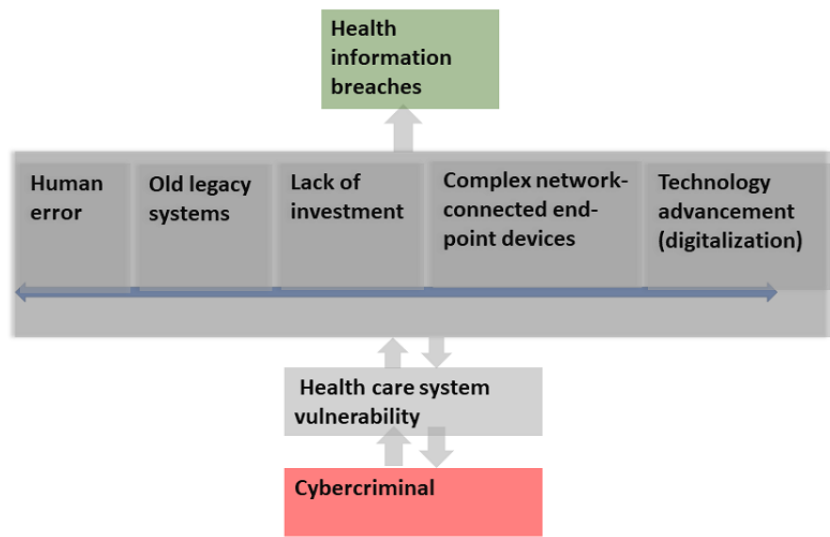 Health
information
breaches
Human
error
Old legacy
systems
Lack of
investment
Complex network-
connected end-
point devices
Technology
advancement
(digitalization)
Health care system
vulnerability
Cybercriminal